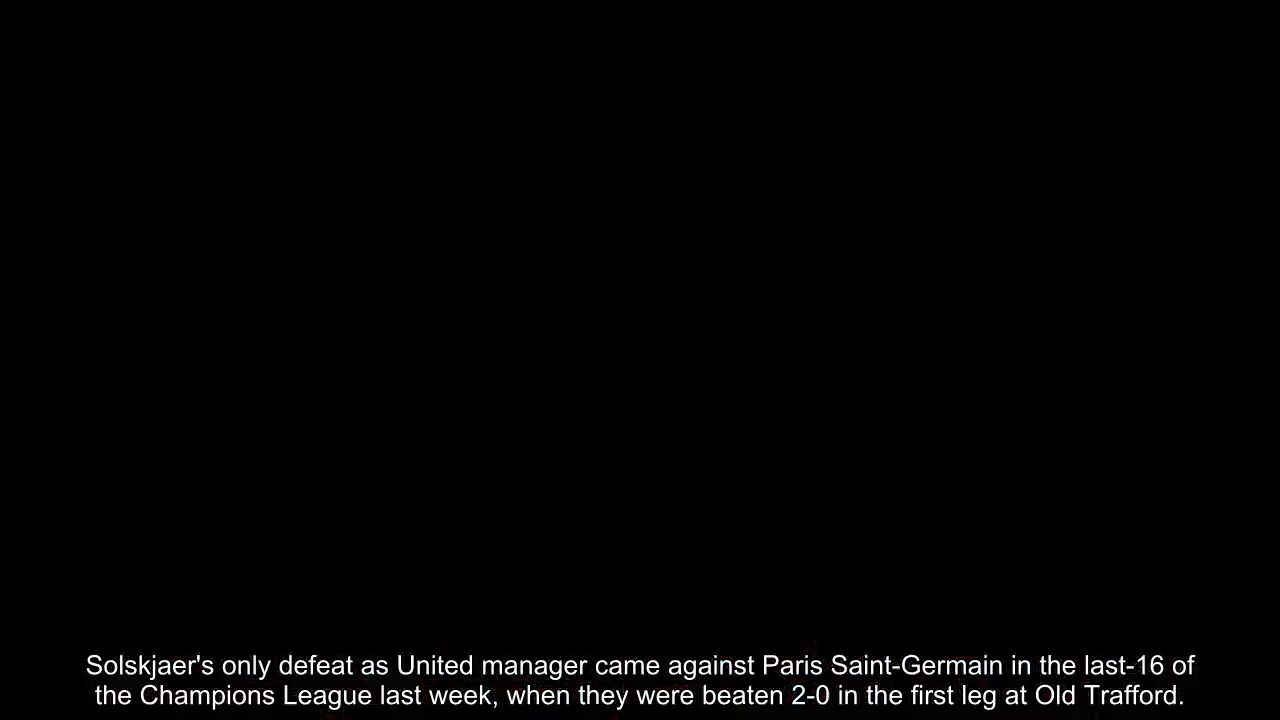 Solskjaer's only defeat as United manager came against Paris Saint-Germain in the last-16 of
the Champions League last week, when they were beaten 2-0 in the first leg at Old Trafford.